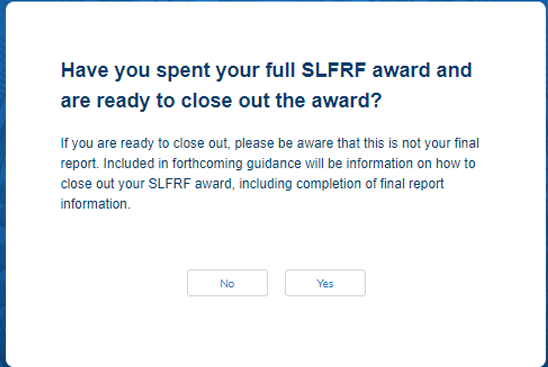 Have you spent your full SLFRF award and
are ready to close out the award?
If you are ready to close out, please be aware that this is not your final
report. Included in forthcoming guidance will be information on how to
close out your SLFRF award, including completion of final report
information.
No
Yes